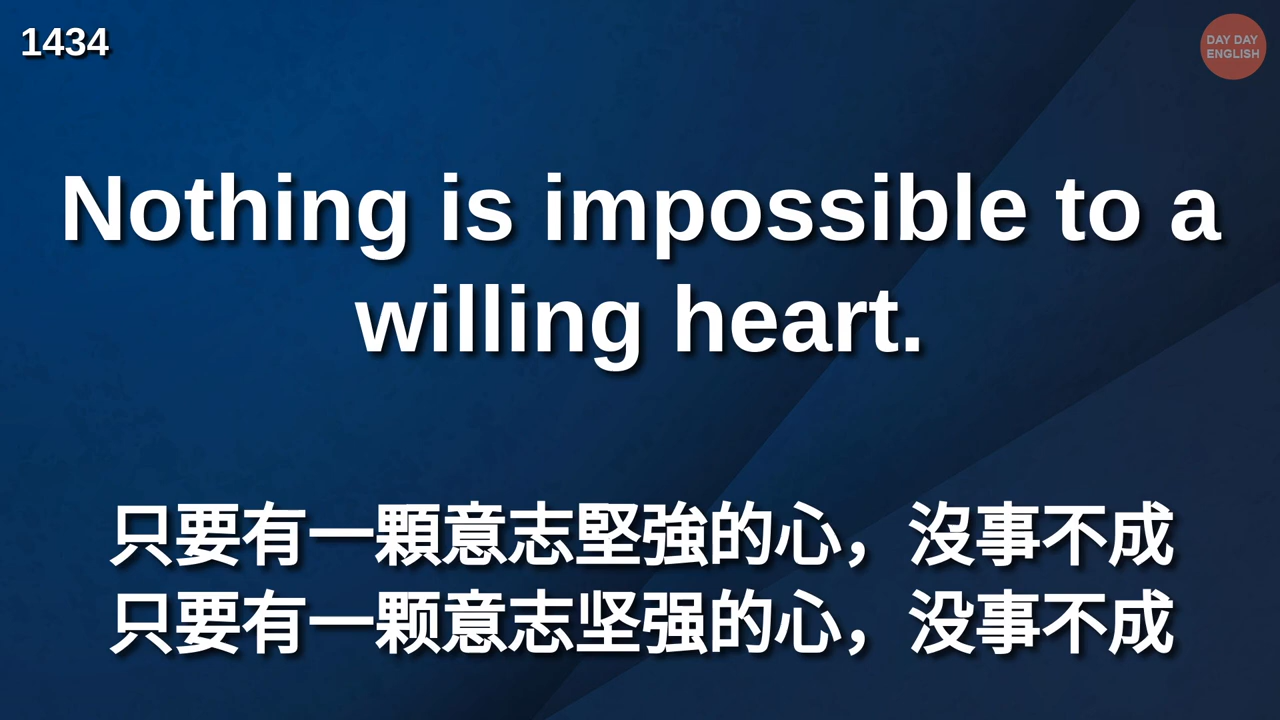 1434
DAY DAY
ENGLISH
Nothing is impossible to a
willing heart.
只要有一顆意志堅強的心，沒事不成
只要有一颗意志坚强的心，没事不成